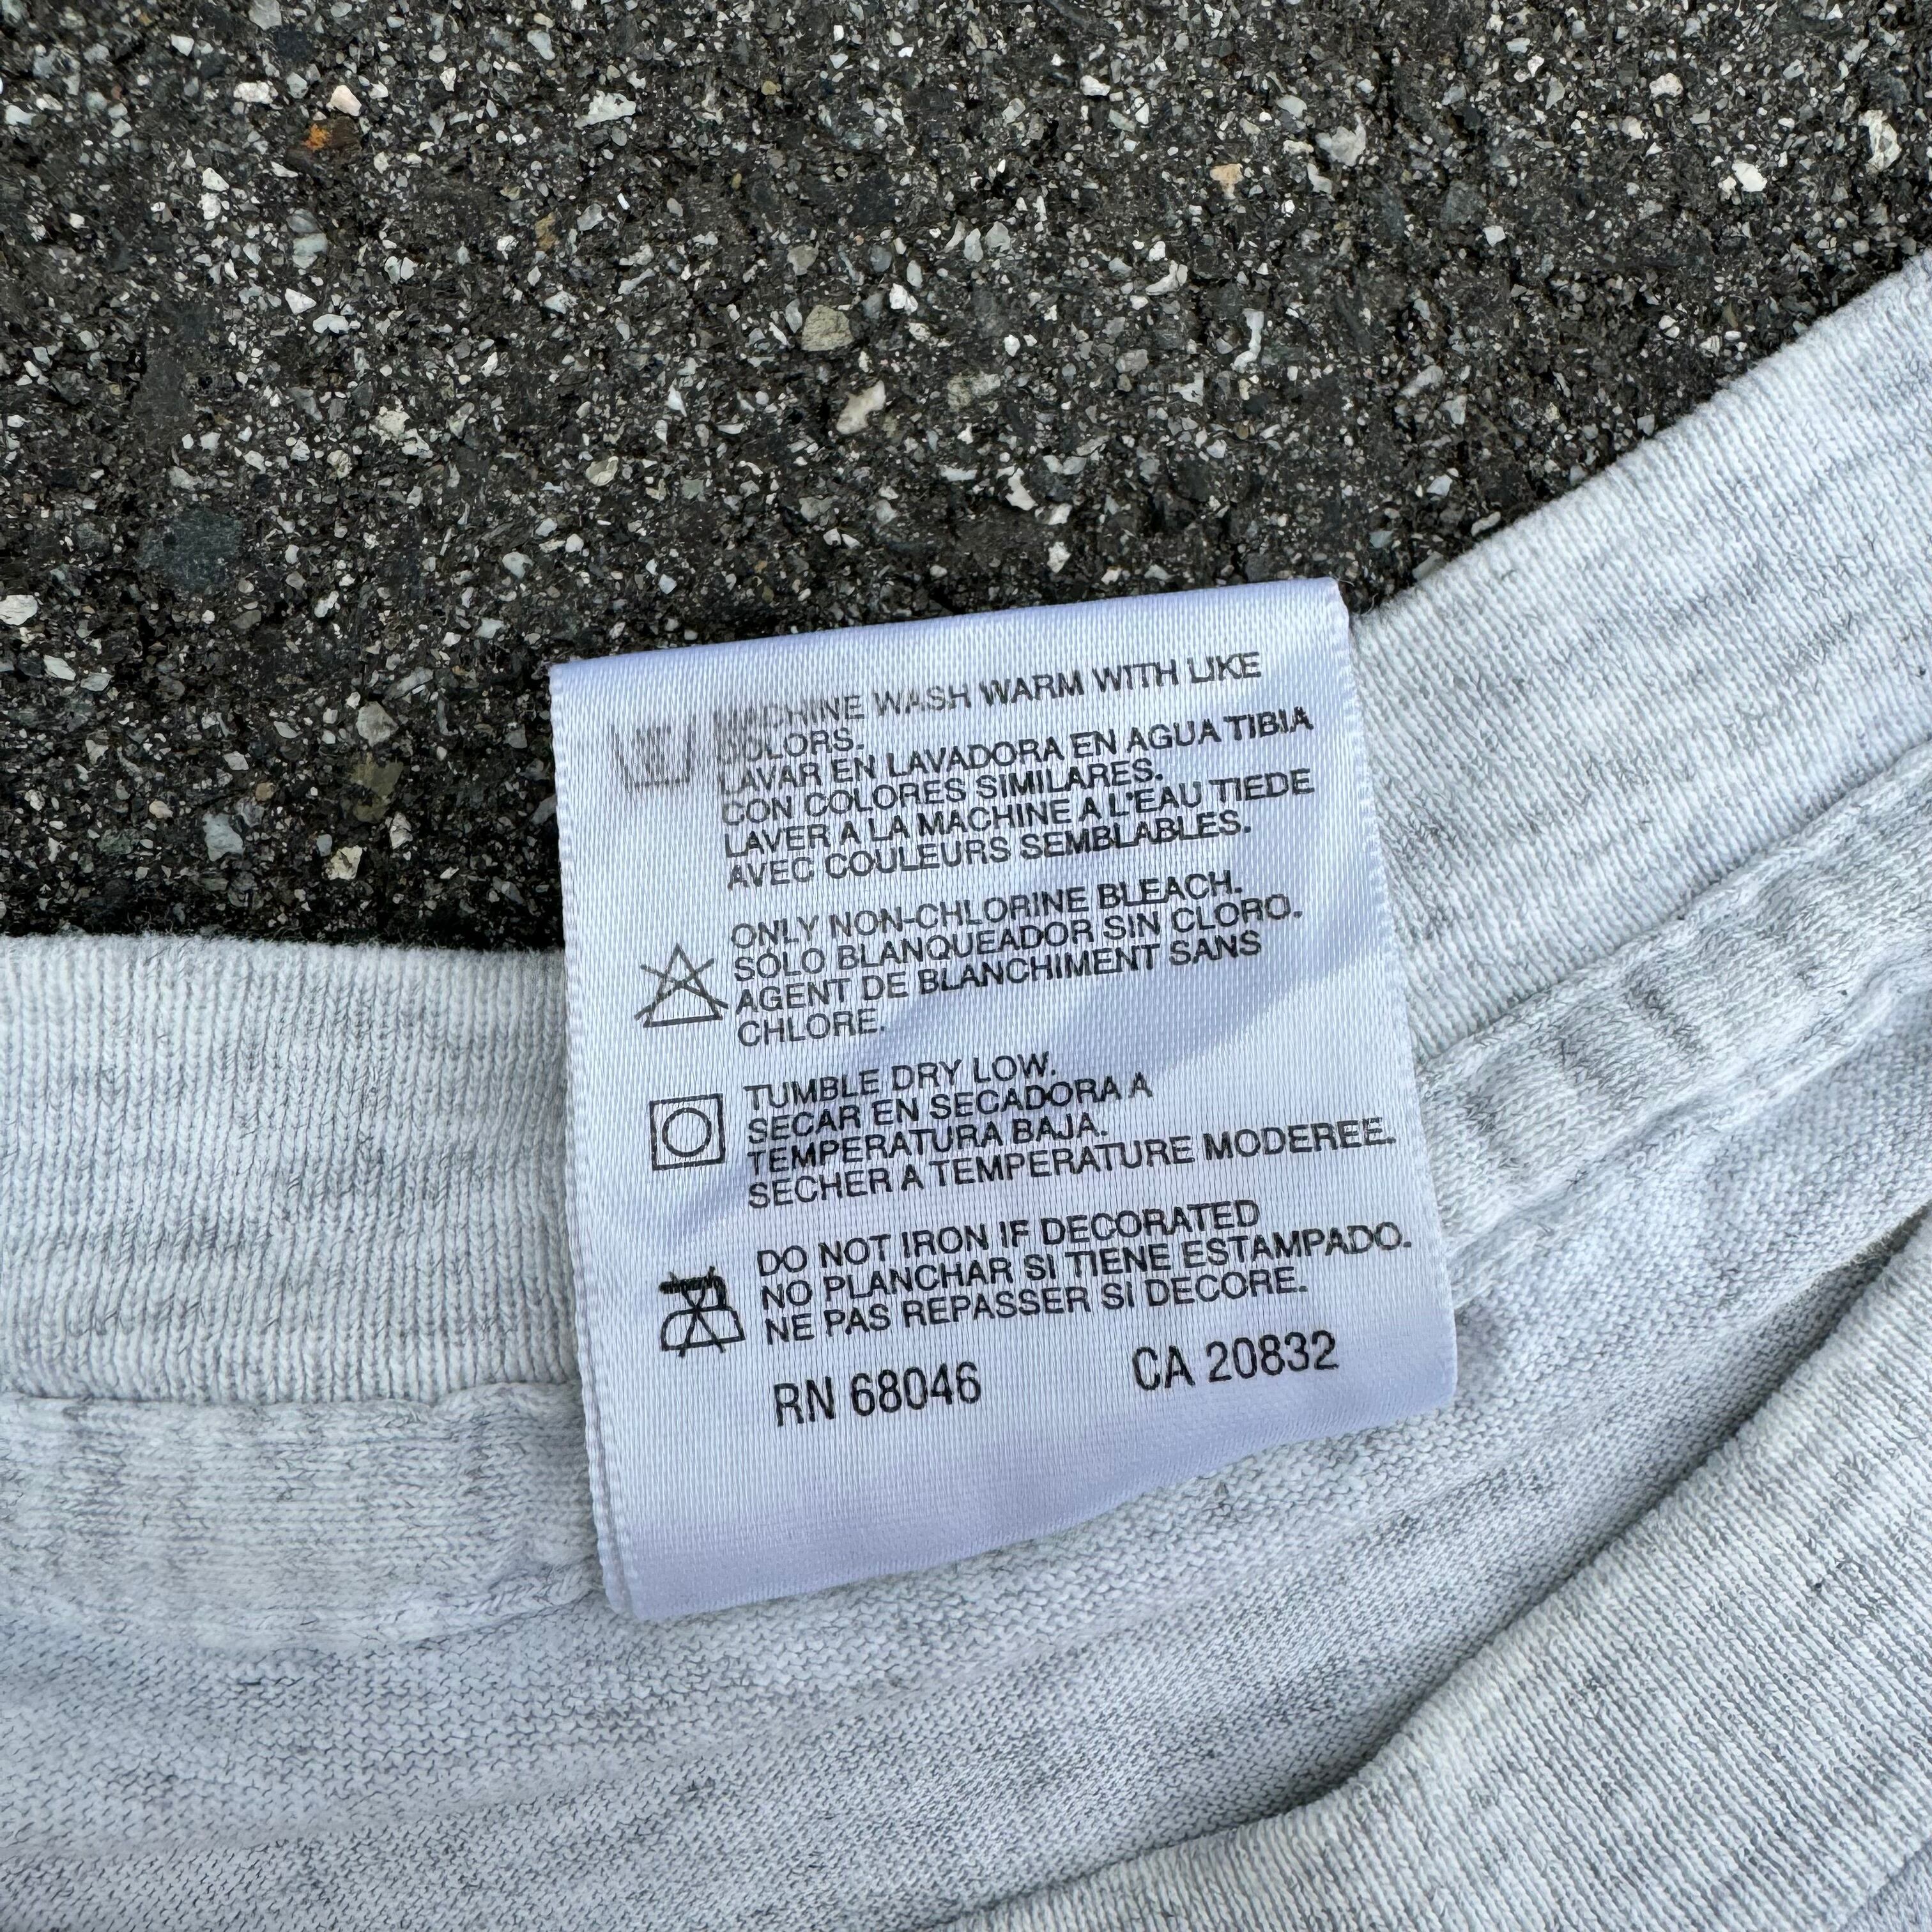 MACHINE WASH WARM WITH LIKE
COLORS.
LAVAR EN LAVADORA EN AGUA TIBIA
CON COLORES SIMILARES.
LAVER A LA MACHINE A L'EAU TIEDE
AVEC COULEURS SEMBLABLES.
ONLY NON-CHLORINE BLEACH.
SOLO BLANQUEADOR SIN CLORO.
AGENT DE BLANCHIMENT SANS
CHLORE.
TUMBLE DRY LOW.
SECAR EN SECADORA A
TEMPERATURA BAJA.
SECHER A TEMPERATURE MODEREE.
DO NOT IRON IF DECORATED
NO PLANCHAR SI TIENE ESTAMPADO.
NE PAS REPASSER SI DECORE.
RN 68046 CA 20832